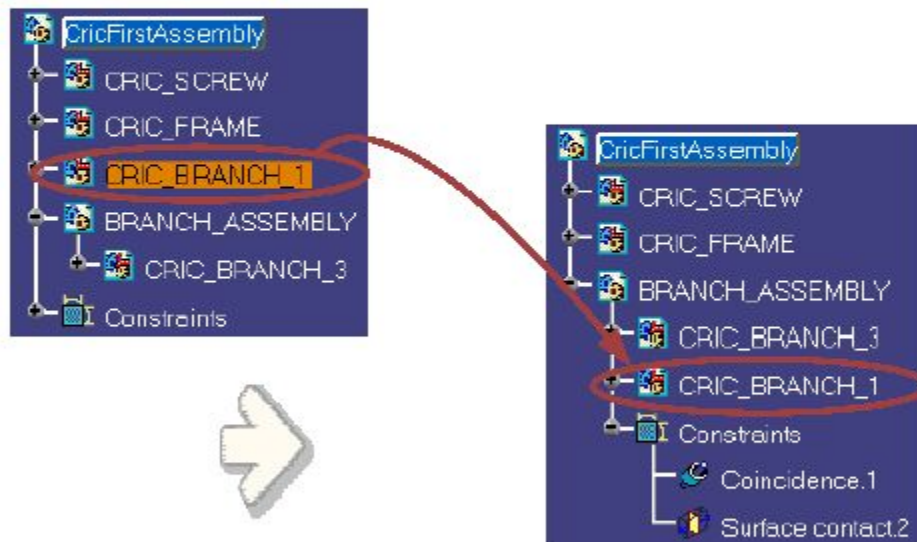 CricFirstAssembly
CRIC_SCREW
CRIC_FRAME
CRIC_BRANCH_1
BRANCH_ASSEMBLY
CRIC_BRANCH_3
Constraints
CricFirstAssembly
CRIC_SCREW
CRIC_FRAME
BRANCH_ASSEMBLY
CRIC_BRANCH_3
CRIC_BRANCH_1
Constraints
Coincidence.1
Surface contact.2